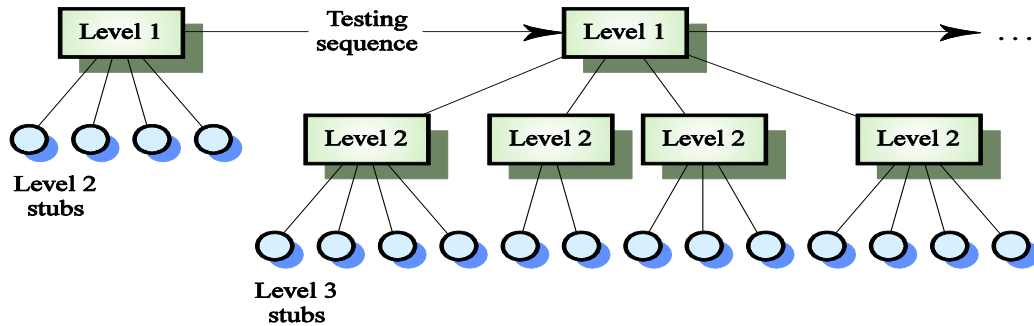 Level 1
Testing
sequence
Level 1
. . .
Level 2
Level 2
Level 2
Level 2
Level 2
stubs
Level 3
stubs